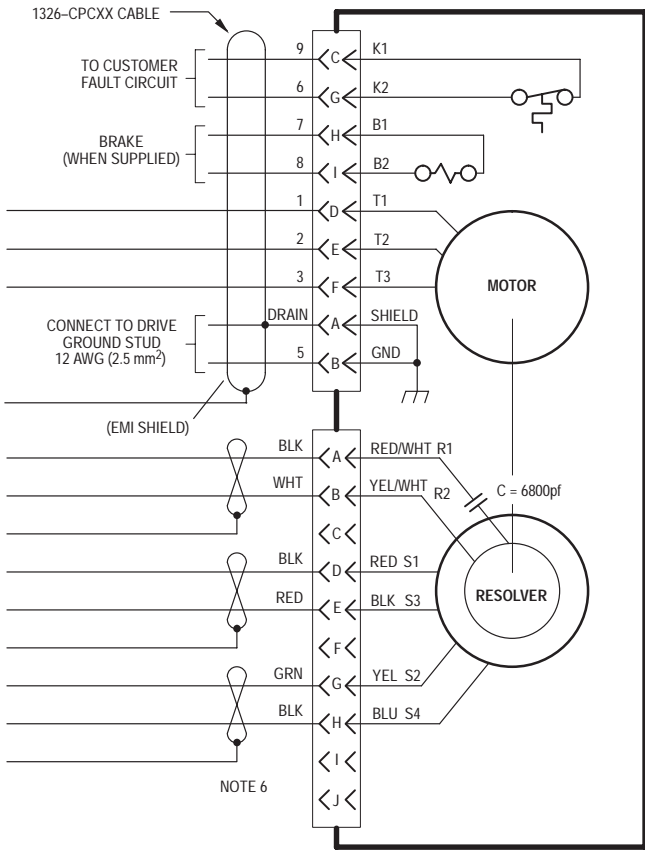 1326–CPCXX CABLE
TO CUSTOMER
FAULT CIRCUIT
9 C K1
6 G K2
BRAKE
(WHEN SUPPLIED)
7 H B1
8 I B2
1 D T1
2 E T2
3 F T3
MOTOR
CONNECT TO DRIVE
GROUND STUD
12 AWG (2.5 mm²)
DRAIN A SHIELD
5 B GND
(EMI SHIELD)
BLK A RED/WHT R1
WHT B YEL/WHT R2
C = 6800pf
C
BLK D RED S1
RED E BLK S3
RESOLVER
F
GRN G YEL S2
BLK H BLU S4
I
NOTE 6
J